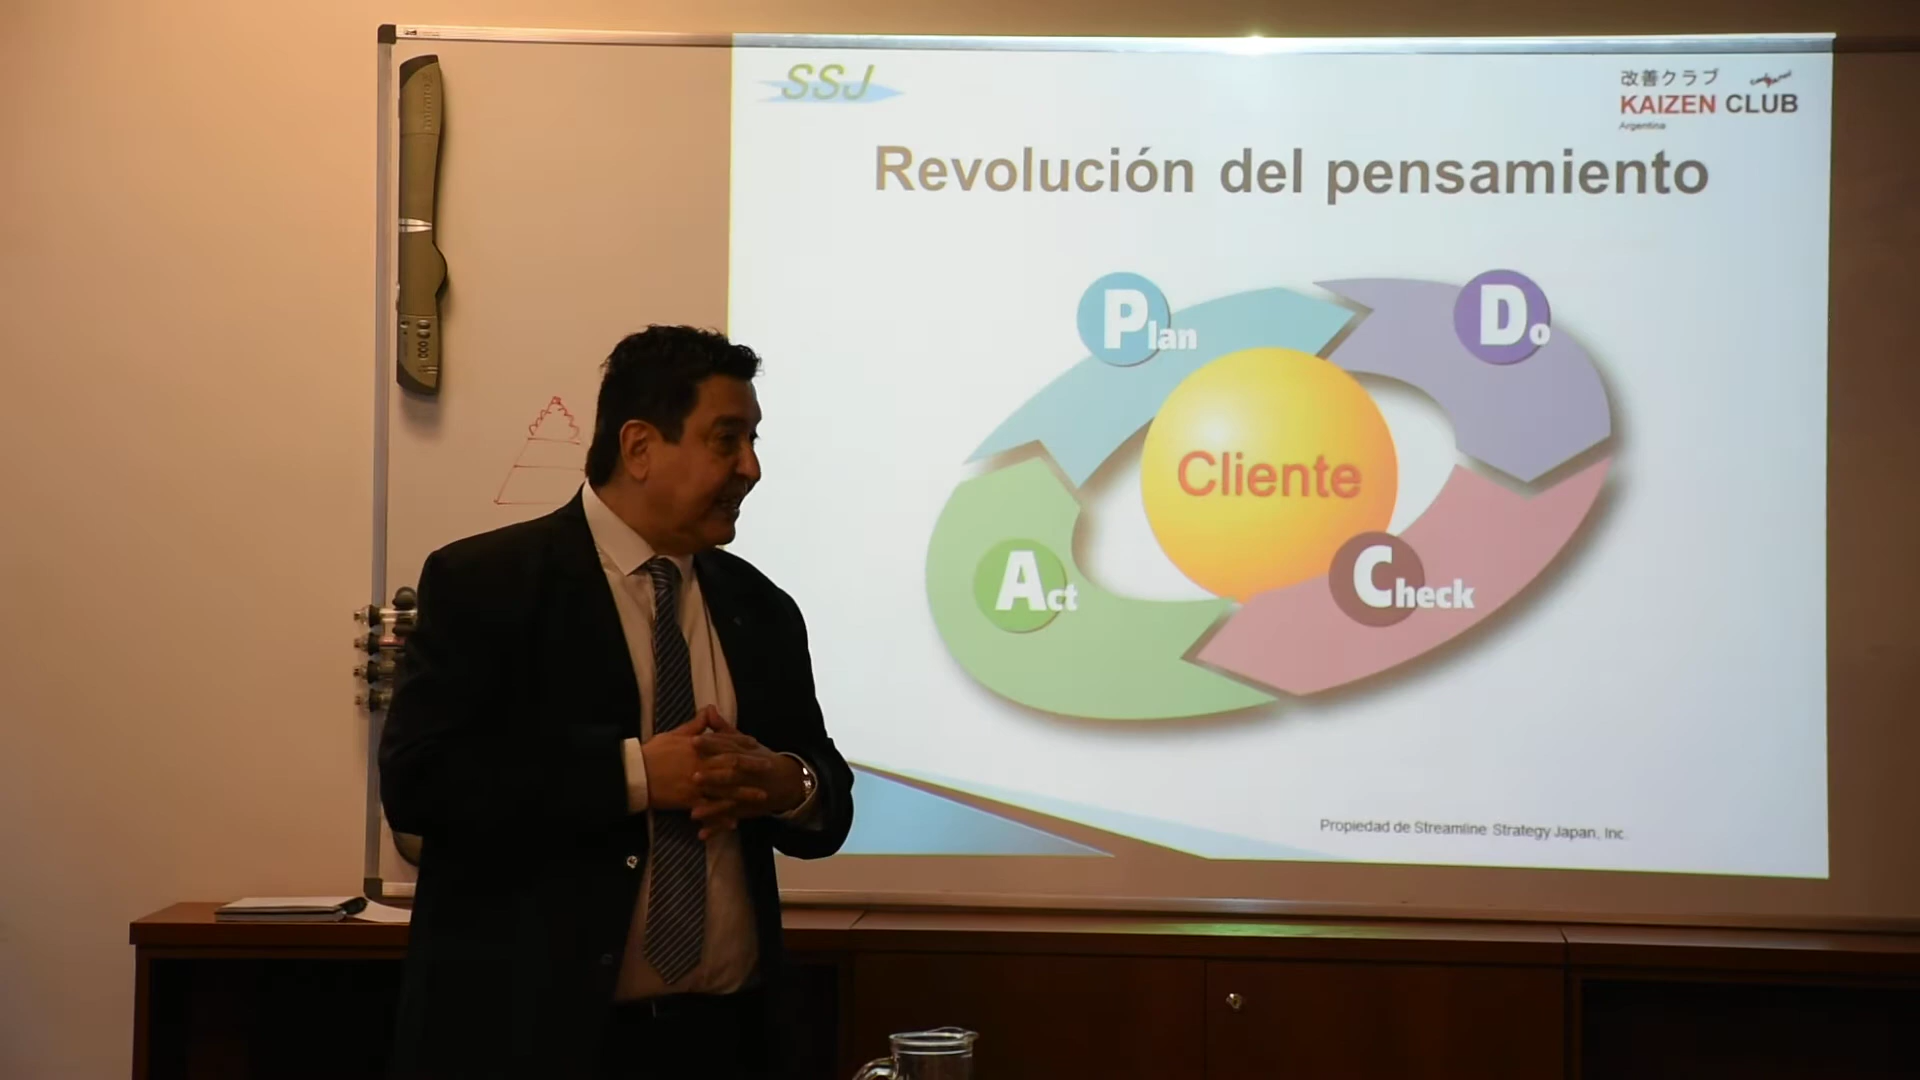 SSJ
改善クラブ
KAIZEN CLUB
Argentina
Revolución del pensamiento
Plan
Do
Cliente
Act
Check
Propiedad de Streamline Strategy Japan, Inc.